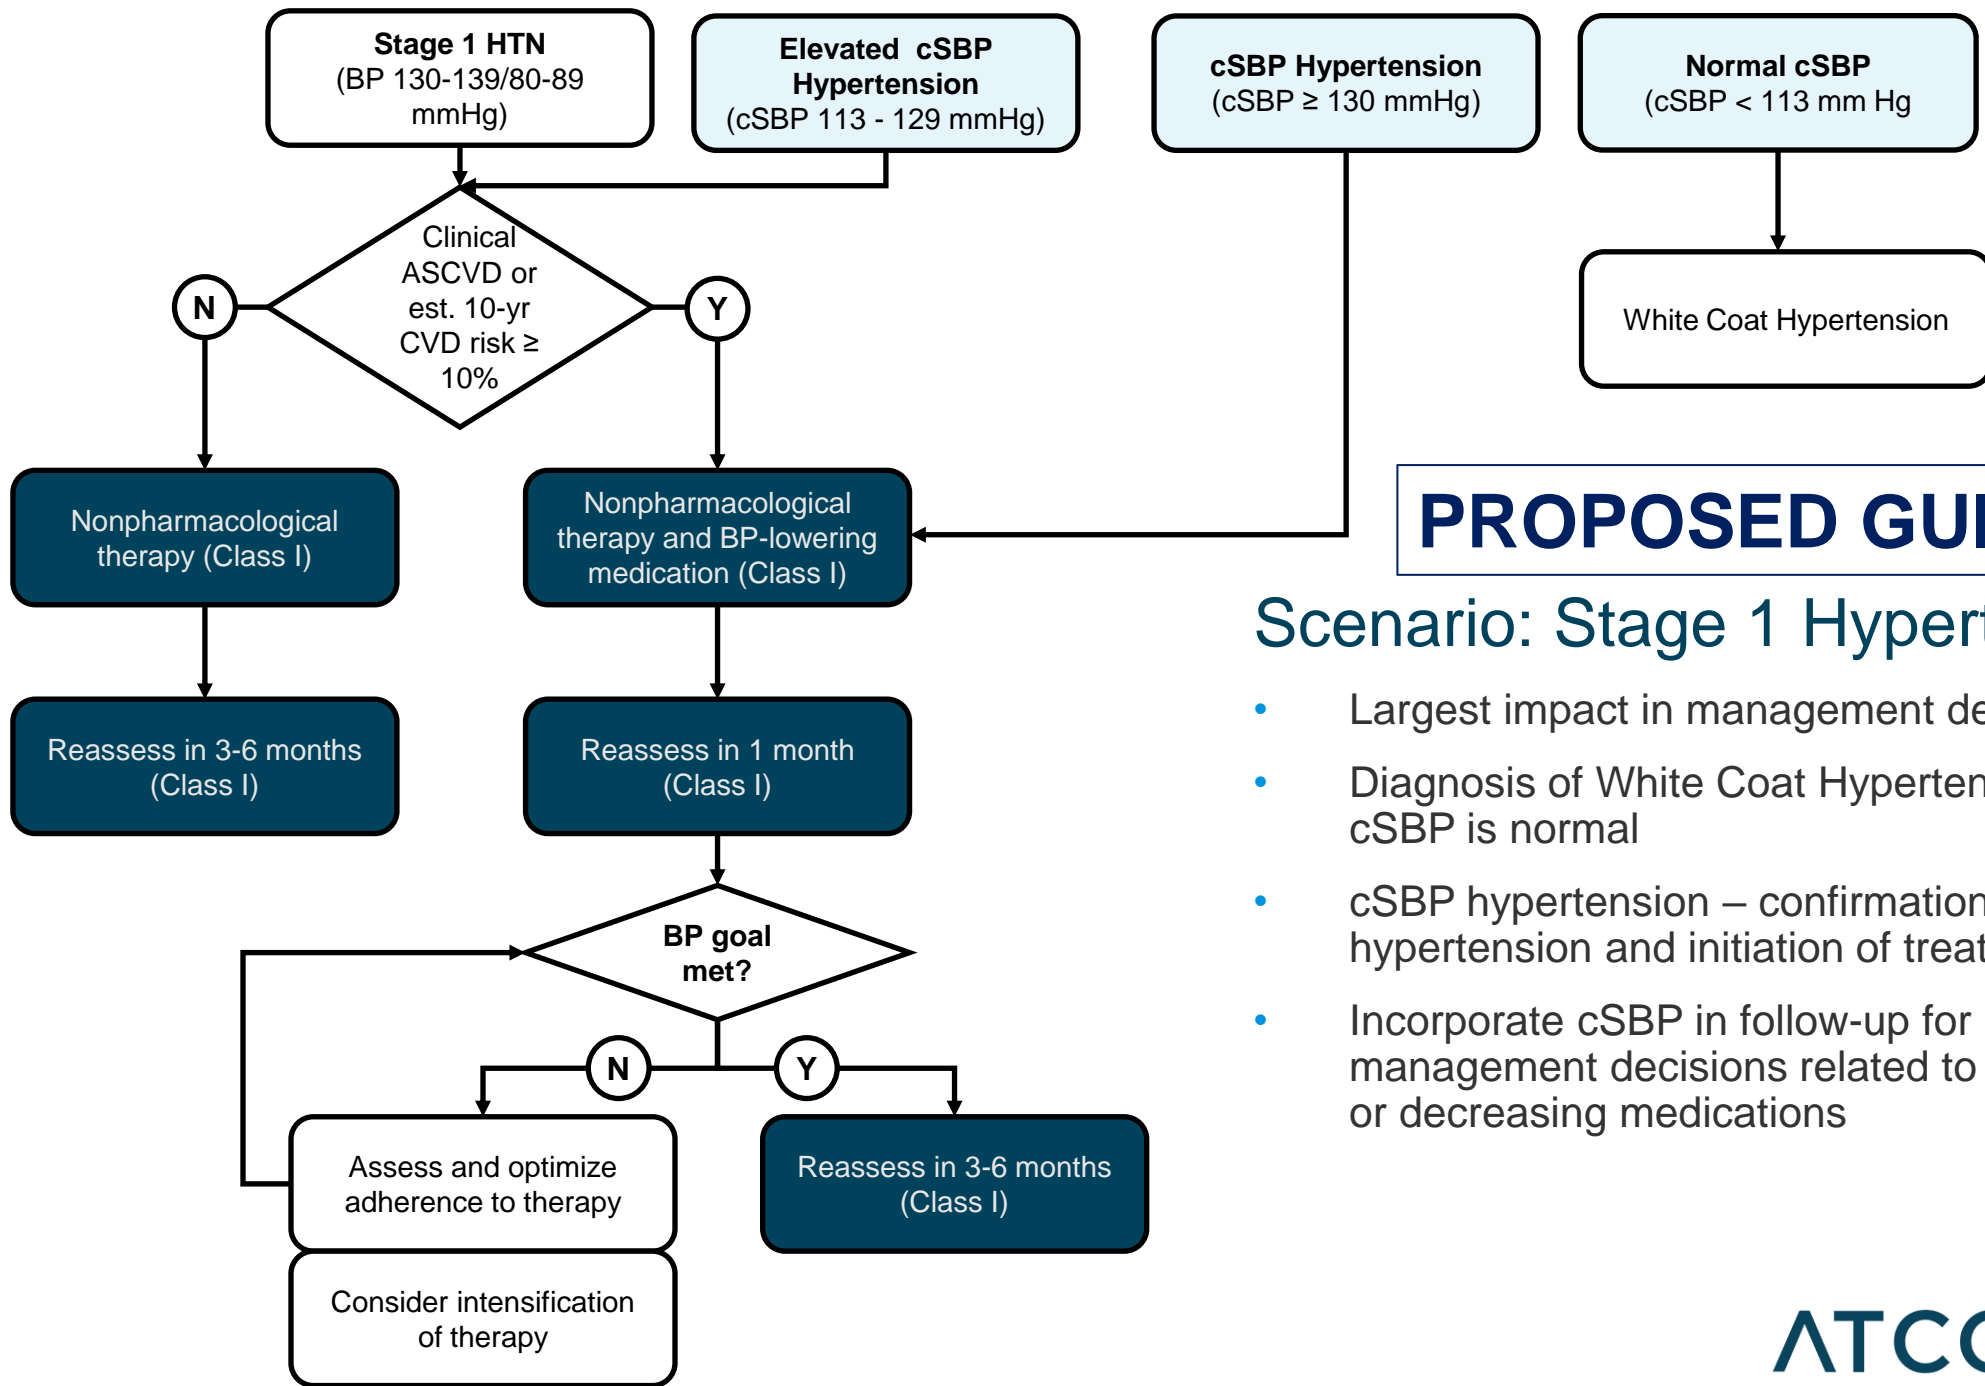 Stage 1 HTN
(BP 130-139/80-89
mmHg)
Elevated cSBP
Hypertension
(cSBP 113 - 129 mmHg)
cSBP Hypertension
(cSBP ≥ 130 mmHg)
Normal cSBP
(cSBP < 113 mm Hg
Clinical
ASCVD or
est. 10-yr
CVD risk ≥
10%
N
Y
White Coat Hypertension
Nonpharmacological
therapy (Class I)
Nonpharmacological
therapy and BP-lowering
medication (Class I)
Reassess in 3-6 months
(Class I)
Reassess in 1 month
(Class I)
BP goal
met?
N
Y
Assess and optimize
adherence to therapy
Reassess in 3-6 months
(Class I)
Consider intensification
of therapy
PROPOSED
Scenario: Stage 1
• Largest impact in management
• Diagnosis of White Coat
cSBP is normal
• cSBP hypertension – confirmation
hypertension and initiation of
• Incorporate cSBP in follow-up for
management decisions related to
or decreasing medications